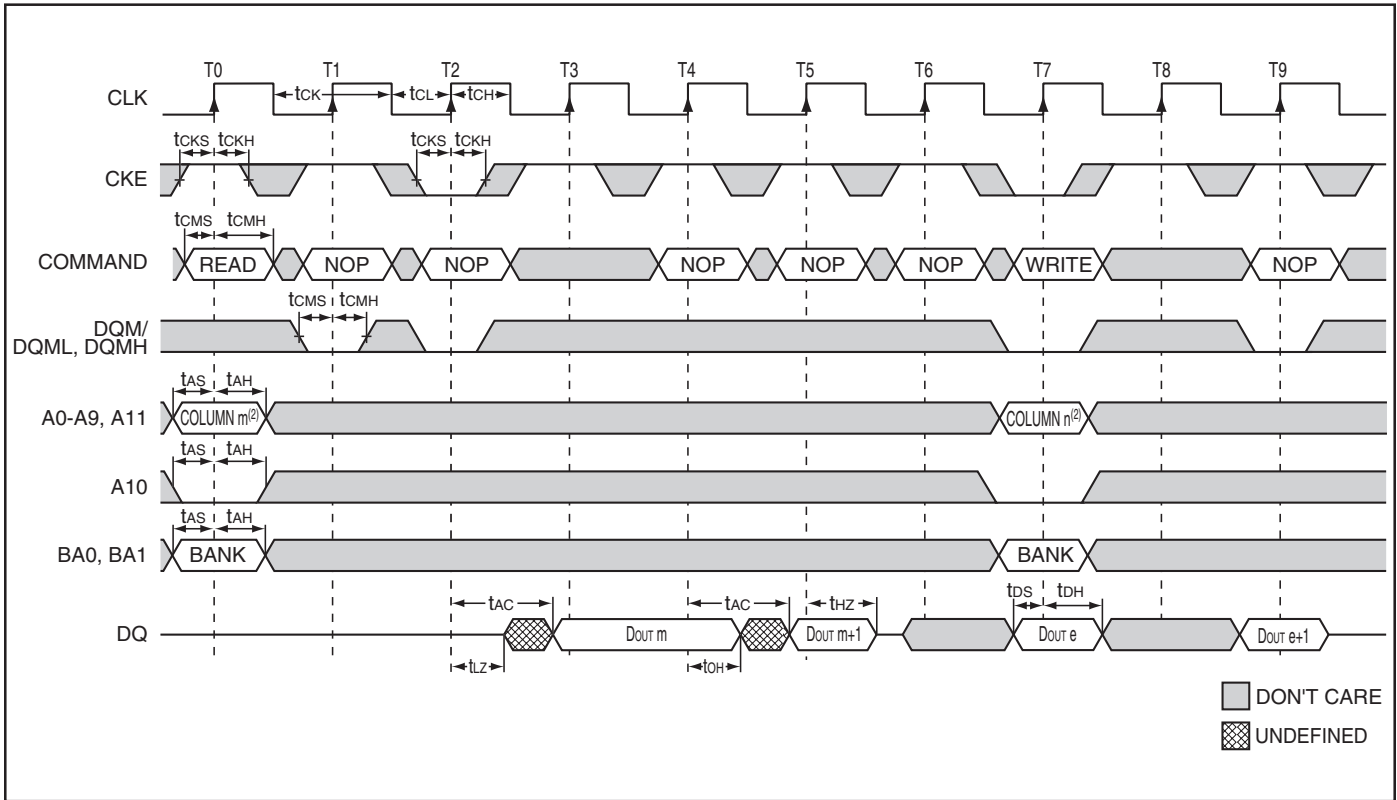 T0 T1 T2 T3 T4 T5 T6 T7 T8 T9
CLK tCK tCL tCH
tCKS tCKH tCKS tCKH
CKE
tCMS tCMH
COMMAND READ NOP NOP NOP NOP NOP WRITE NOP
tCMS tCMH
DQM/
DQML, DQMH
tAS tAH
A0-A9, A11 COLUMN m(2) COLUMN n(2)
tAS tAH
A10
tAS tAH
BA0, BA1 BANK BANK
tAC tAC tHZ tDS tDH
DQ DOUT m DOUT m+1 DOUT e DOUT e+1
tLZ tOH
DON'T CARE
UNDEFINED